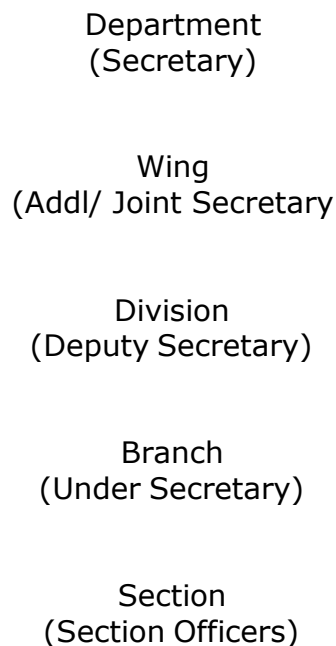 Department
(Secretary)
Wing
(Addl/ Joint Secretary
Division
(Deputy Secretary)
Branch
(Under Secretary)
Section
(Section Officers)